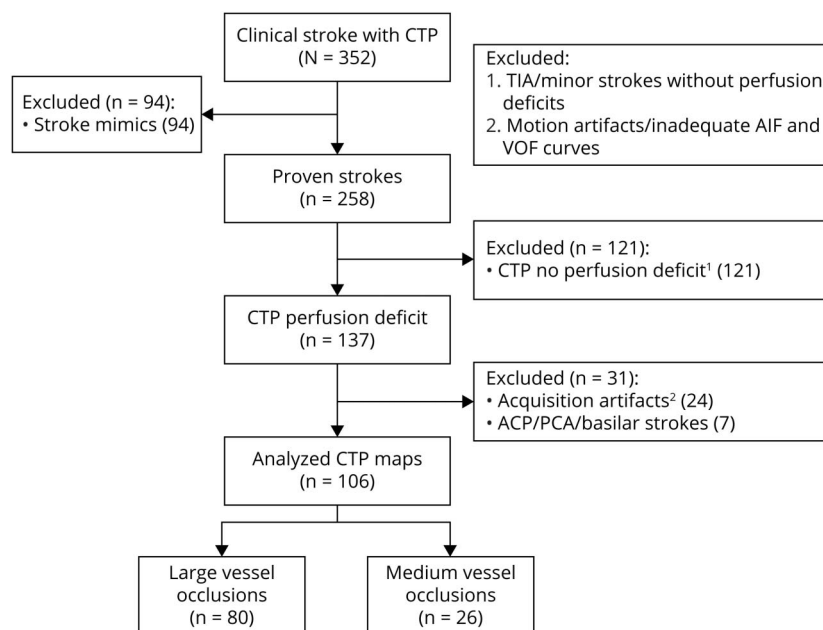 Clinical stroke with CTP
(N = 352)
Excluded:
1. TIA/minor strokes without perfusion
deficits
2. Motion artifacts/inadequate AIF and
VOF curves
Excluded (n = 94):
• Stroke mimics (94)
Proven strokes
(n = 258)
Excluded (n = 121):
• CTP no perfusion deficit¹ (121)
CTP perfusion deficit
(n = 137)
Excluded (n = 31):
• Acquisition artifacts² (24)
• ACP/PCA/basilar strokes (7)
Analyzed CTP maps
(n = 106)
Large vessel
occlusions
(n = 80)
Medium vessel
occlusions
(n = 26)